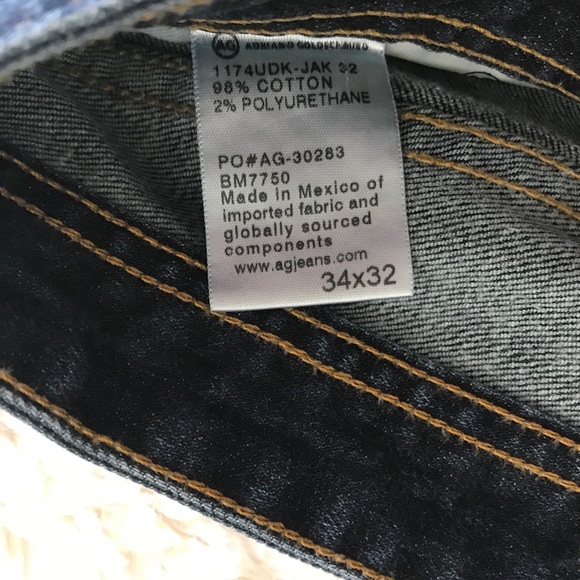 AG ADRIANO GOLDSCHMIED
1174UDK-JAK 32
98% COTTON
2% POLYURETHANE
PO#AG-30283
BM7750
Made in Mexico of
imported fabric and
globally sourced
components
www.agjeans.com
34x32